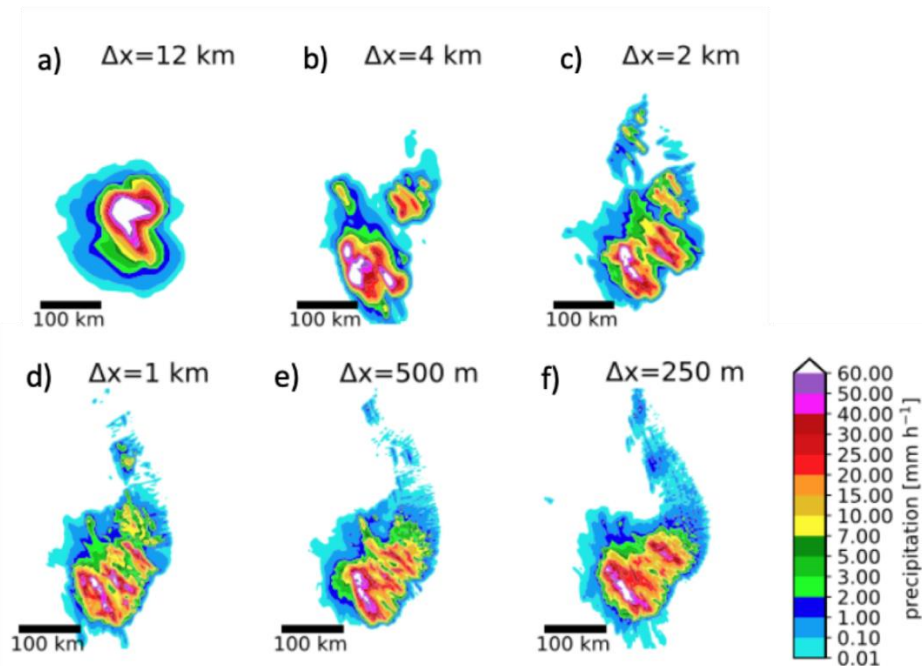 a) Δx=12 km
b) Δx=4 km
c) Δx=2 km
100 km
100 km
100 km
d) Δx=1 km
e) Δx=500 m
f) Δx=250 m
100 km
100 km
100 km
60.00
50.00
40.00
30.00
20.00
15.00
10.00
7.00
5.00
3.00
2.00
1.00
0.10
0.01
precipitation [mm h⁻¹]